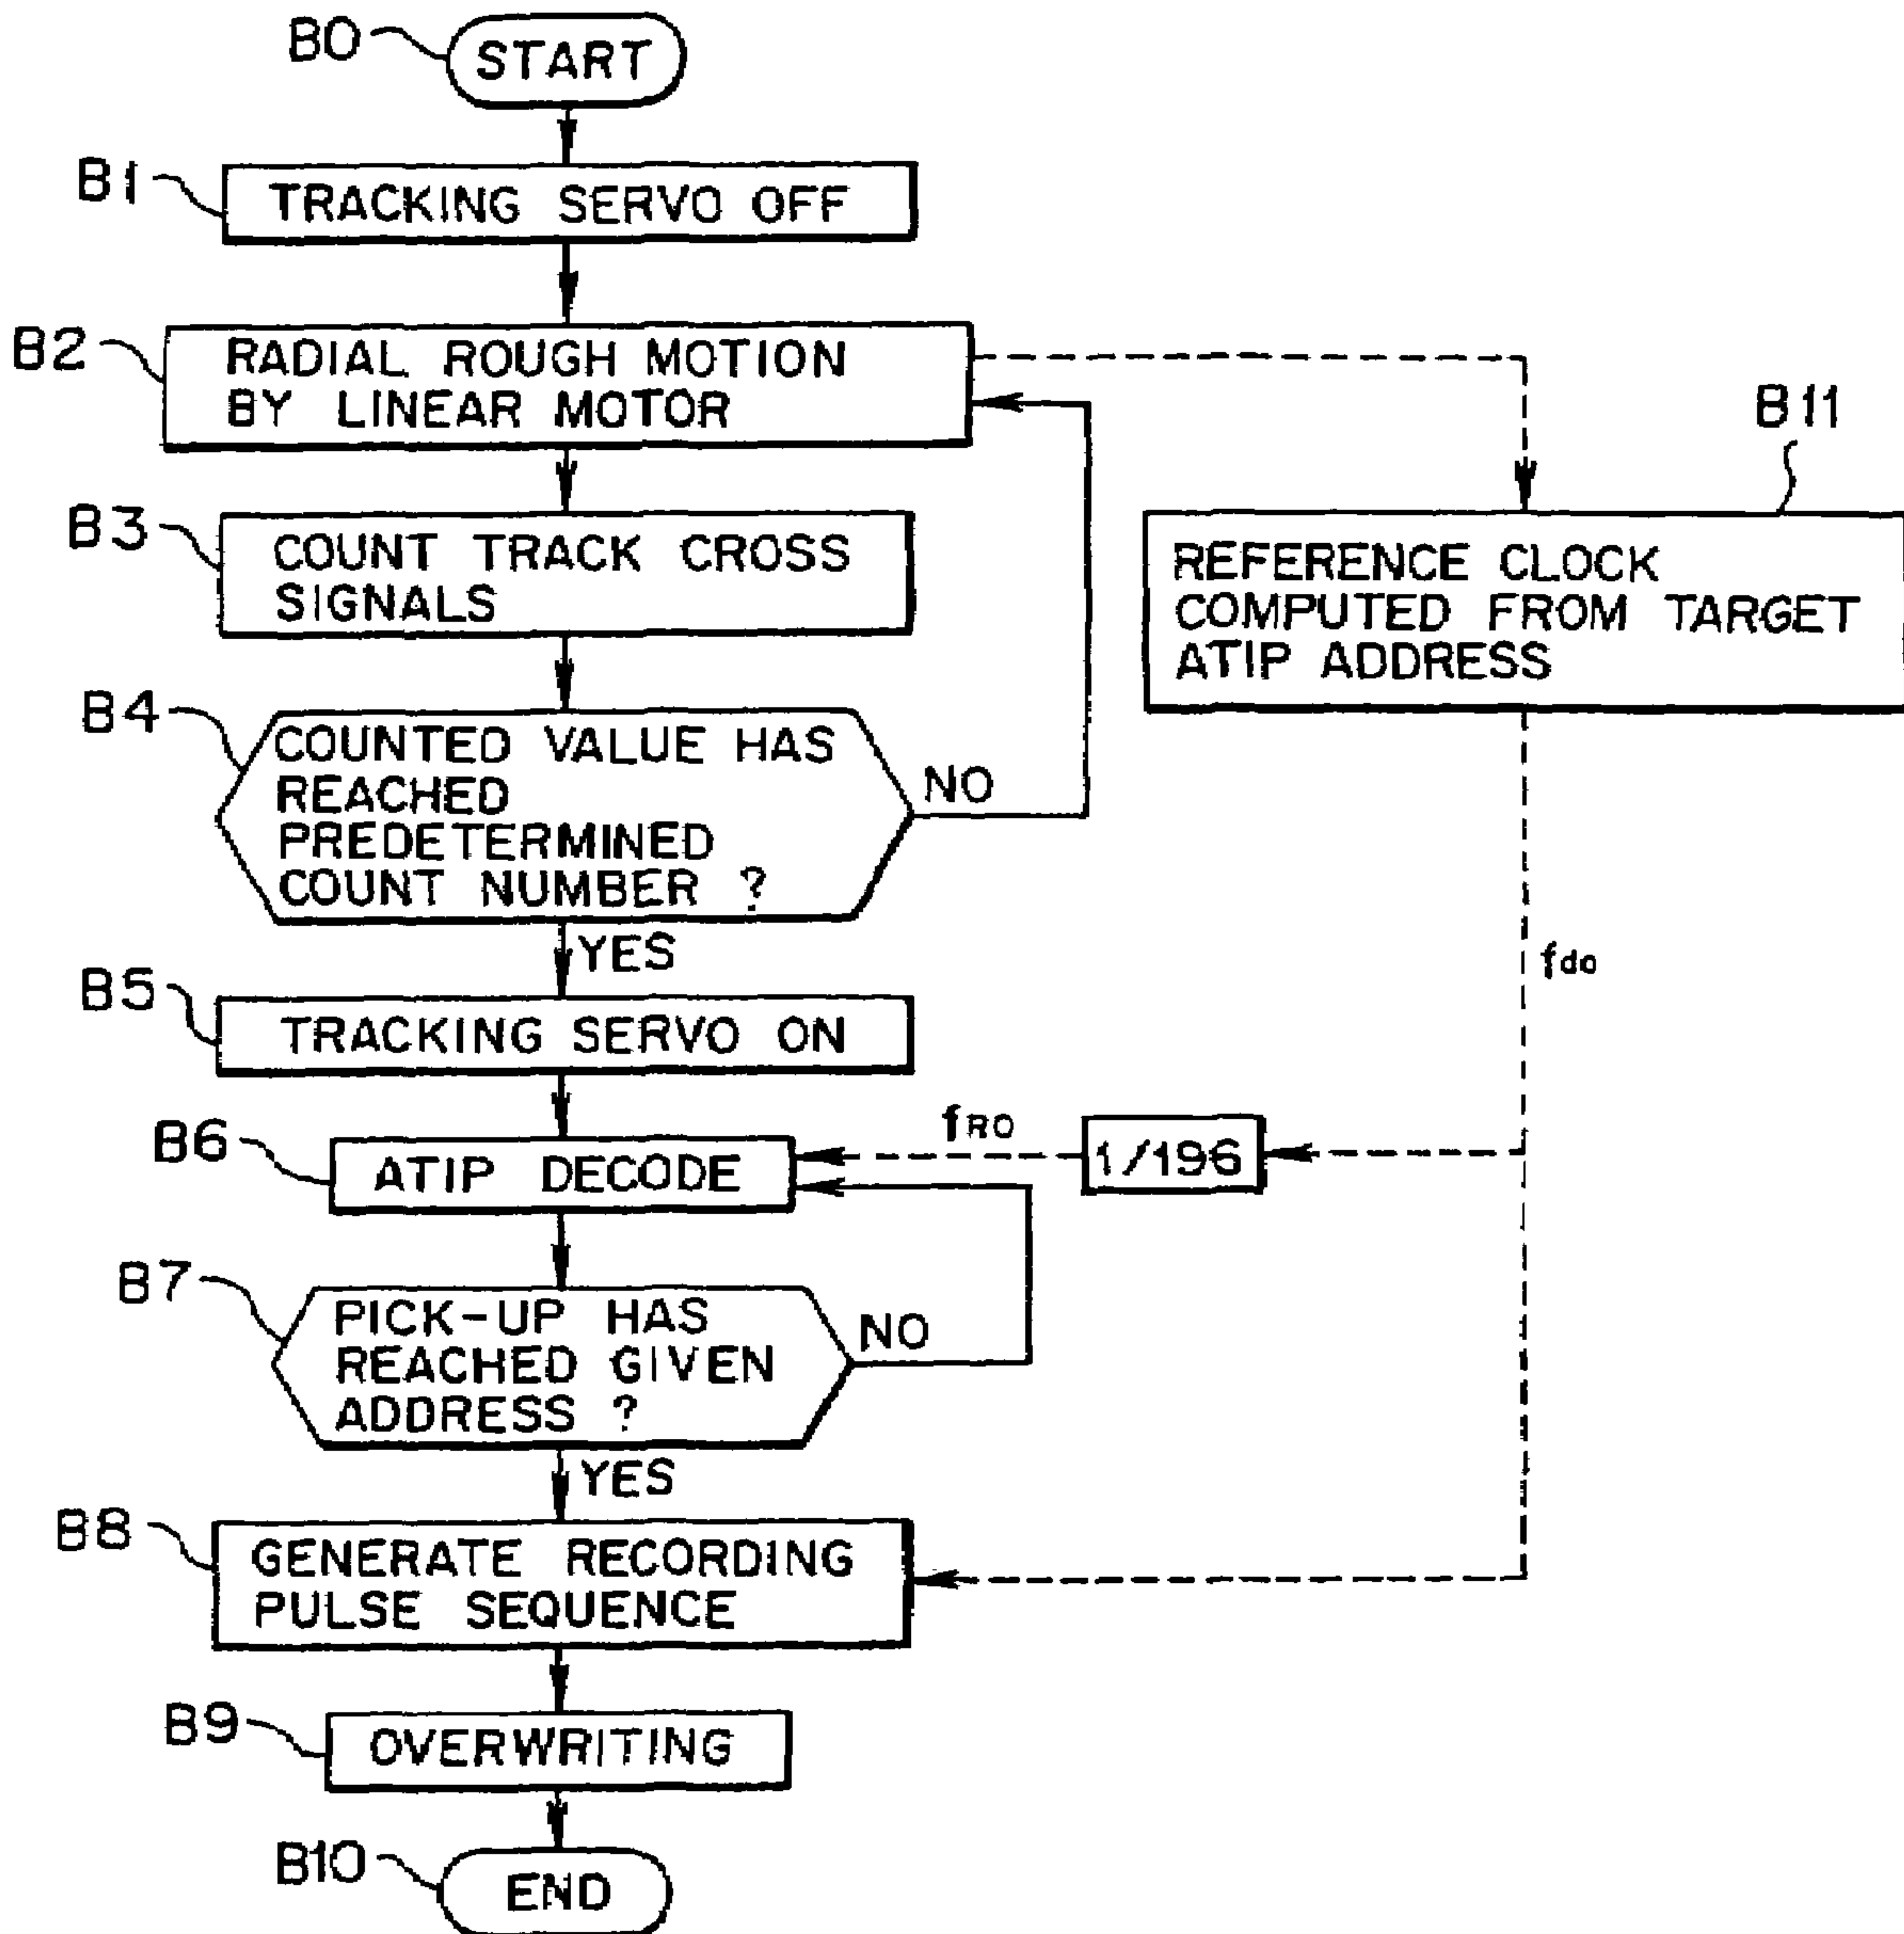 B0
START
B1
TRACKING SERVO OFF
B2
RADIAL ROUGH MOTION
BY LINEAR MOTOR
B11
B3
COUNT TRACK CROSS
SIGNALS
REFERENCE CLOCK
COMPUTED FROM TARGET
ATIP ADDRESS
B4
COUNTED VALUE HAS
REACHED
PREDETERMINED
COUNT NUMBER ?
NO
YES
fdo
B5
TRACKING SERVO ON
B6
ATIP DECODE
fRO
1/196
B7
PICK-UP HAS
REACHED GIVEN
ADDRESS ?
NO
YES
B8
GENERATE RECORDING
PULSE SEQUENCE
B9
OVERWRITING
B10
END